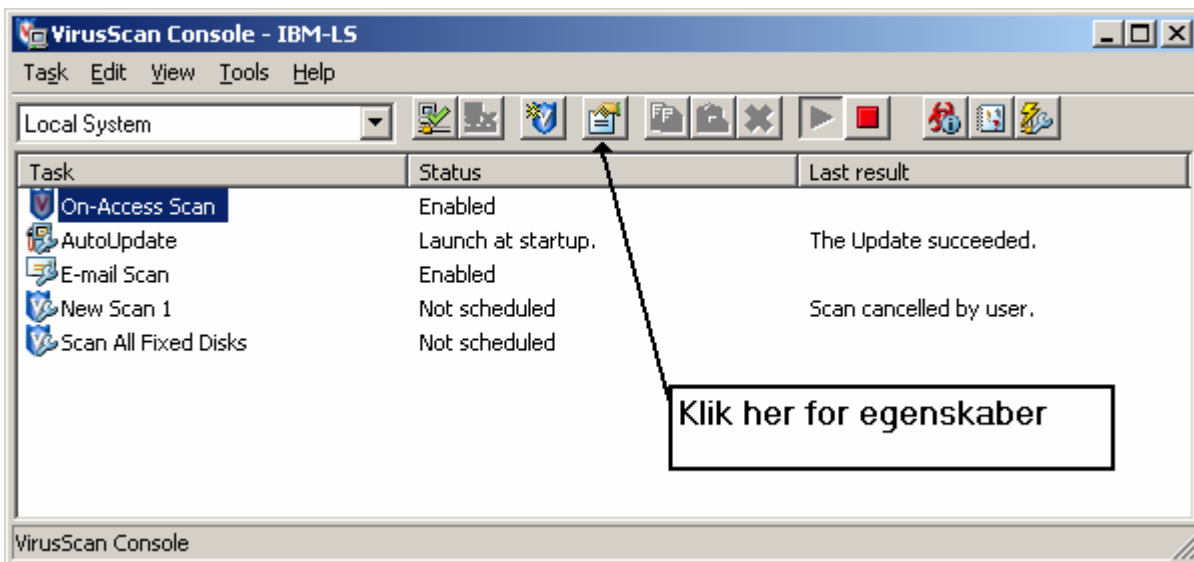 VirusScan Console - IBM-LS
Task Edit View Tools Help
Local System
Task Status Last result
On-Access Scan Enabled
AutoUpdate Launch at startup. The Update succeeded.
E-mail Scan Enabled
New Scan 1 Not scheduled Scan cancelled by user.
Scan All Fixed Disks Not scheduled
Klik her for egenskaber
VirusScan Console